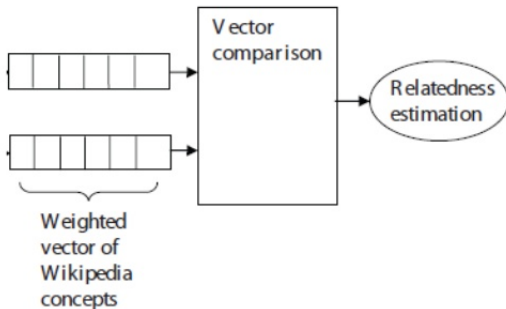 Vector
comparison
Relatedness
estimation
Weighted
vector of
Wikipedia
concepts